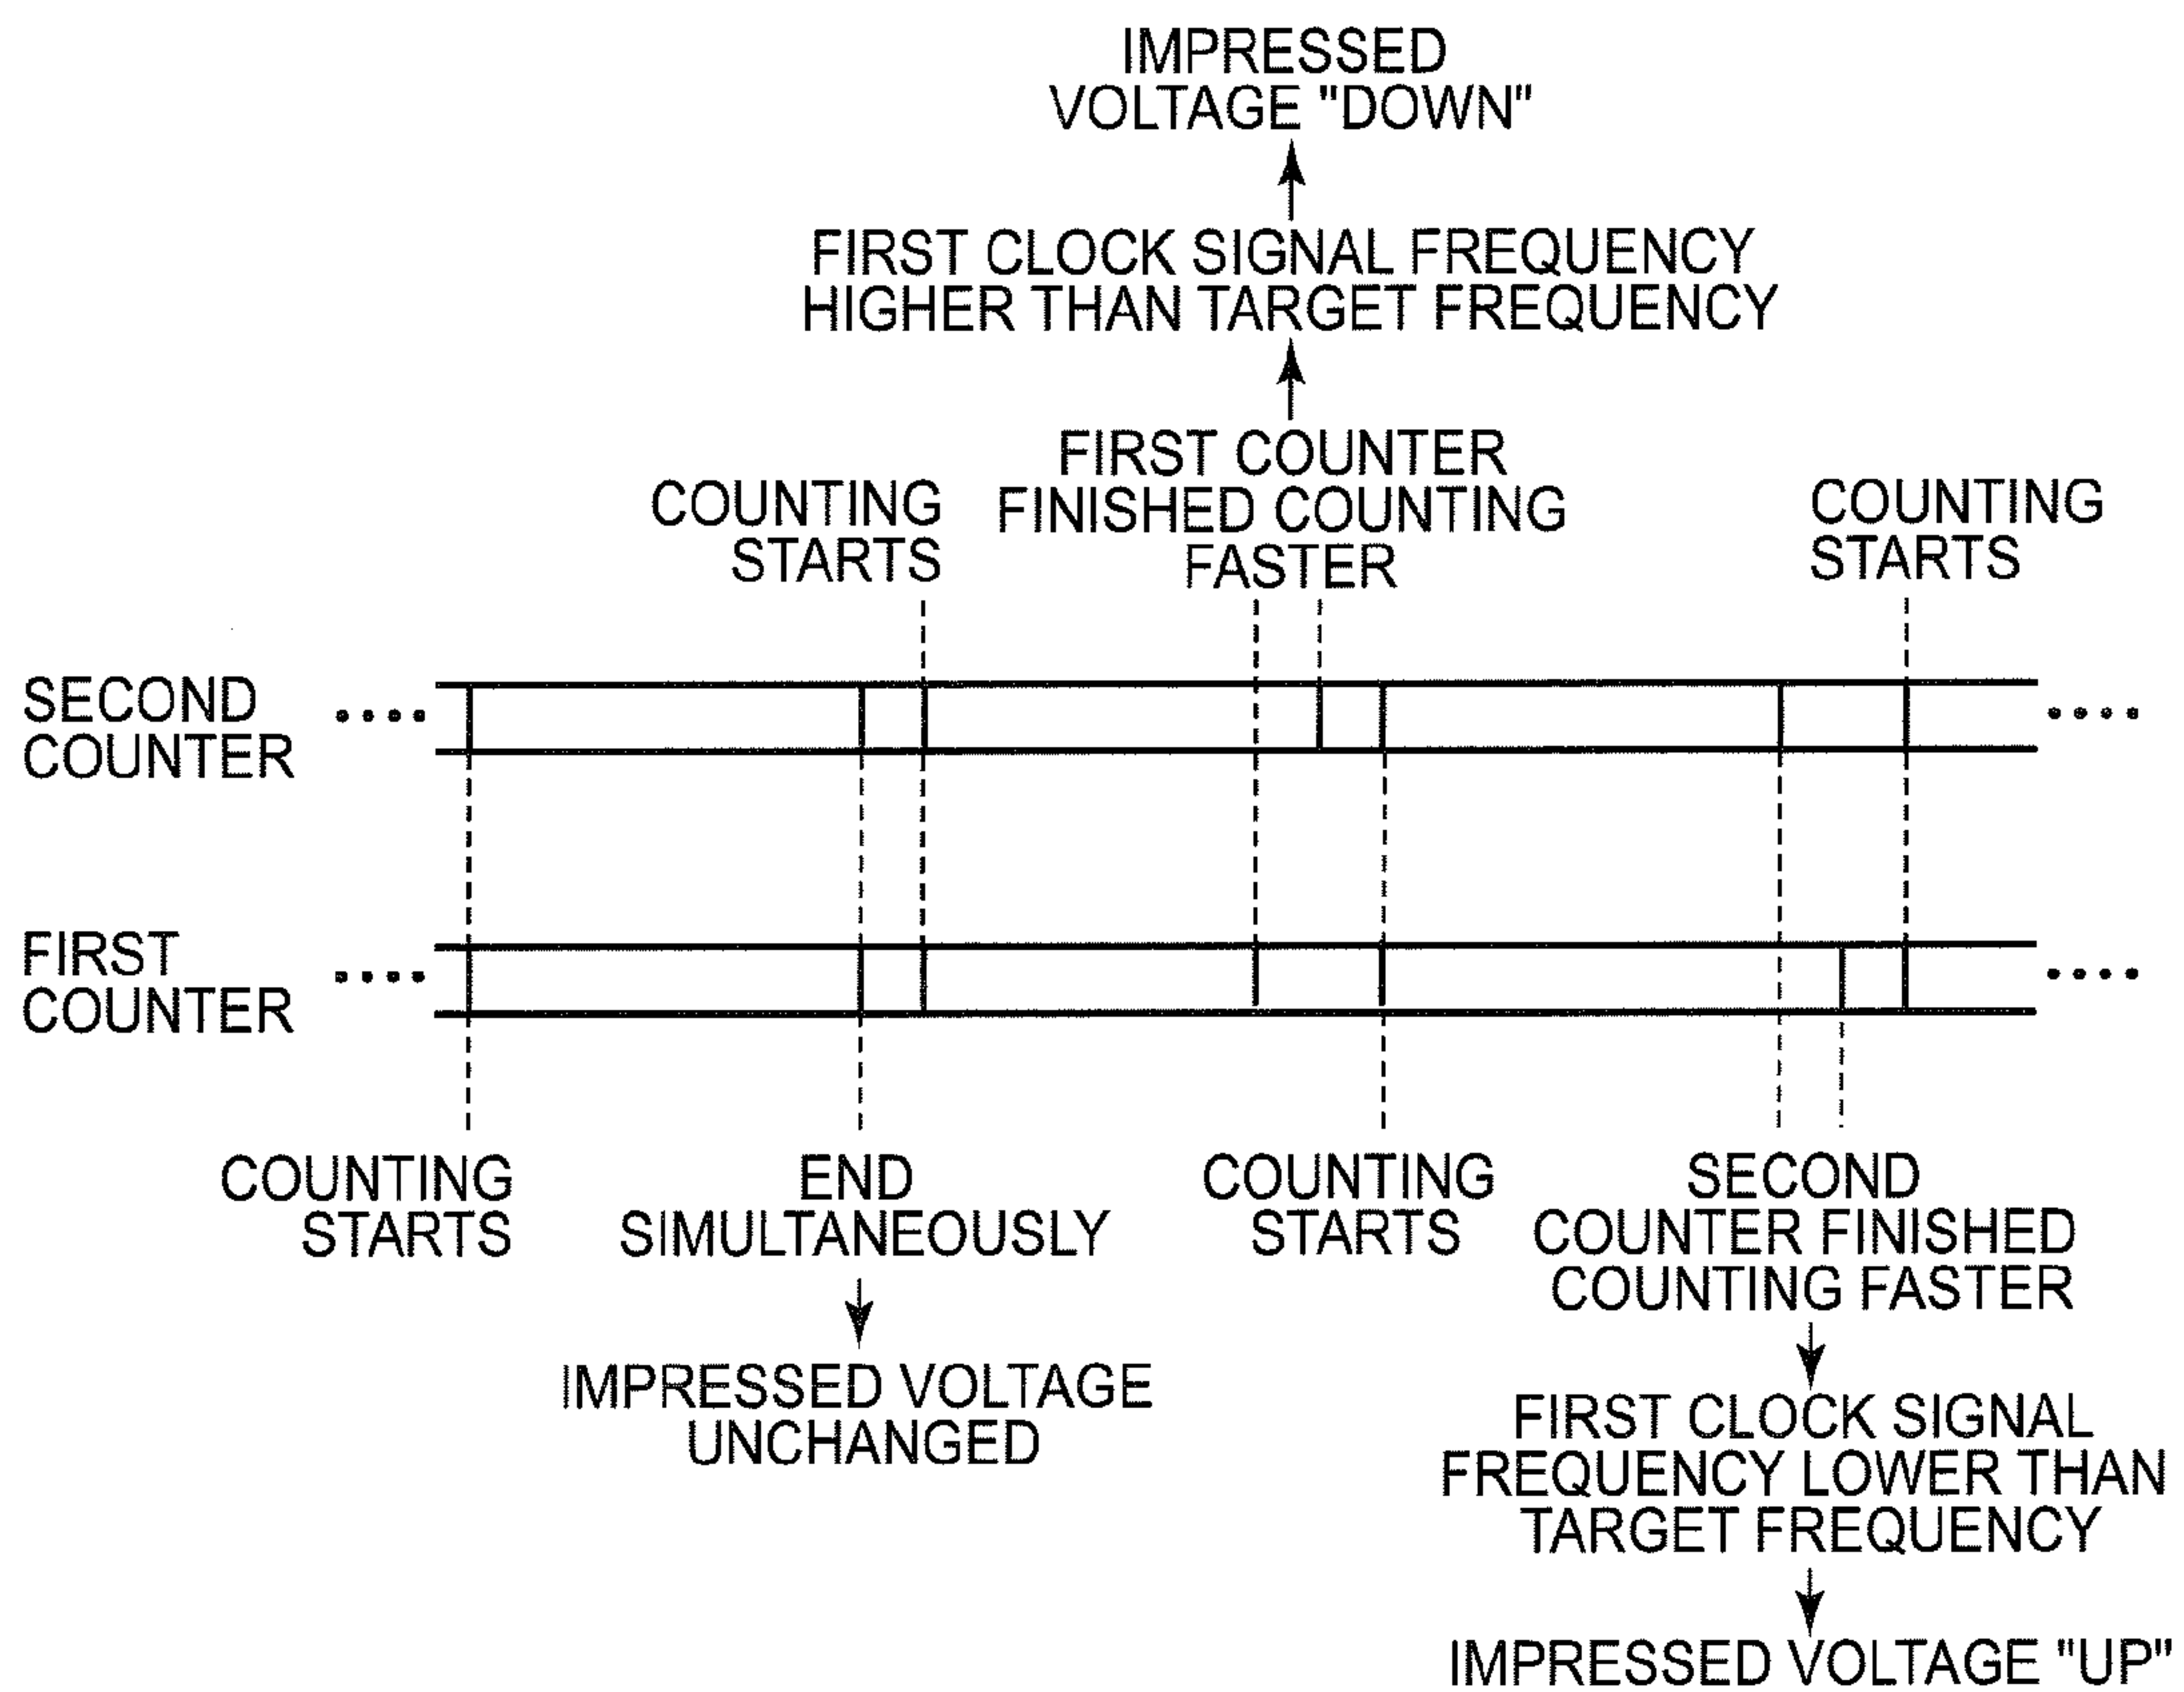 IMPRESSED
VOLTAGE "DOWN"
FIRST CLOCK SIGNAL FREQUENCY
HIGHER THAN TARGET FREQUENCY
FIRST COUNTER
FINISHED COUNTING
FASTER
COUNTING
STARTS
COUNTING
STARTS
SECOND
COUNTER
FIRST
COUNTER
COUNTING
STARTS
END
SIMULTANEOUSLY
IMPRESSED VOLTAGE
UNCHANGED
COUNTING
STARTS
SECOND
COUNTER FINISHED
COUNTING FASTER
FIRST CLOCK SIGNAL
FREQUENCY LOWER THAN
TARGET FREQUENCY
IMPRESSED VOLTAGE "UP"